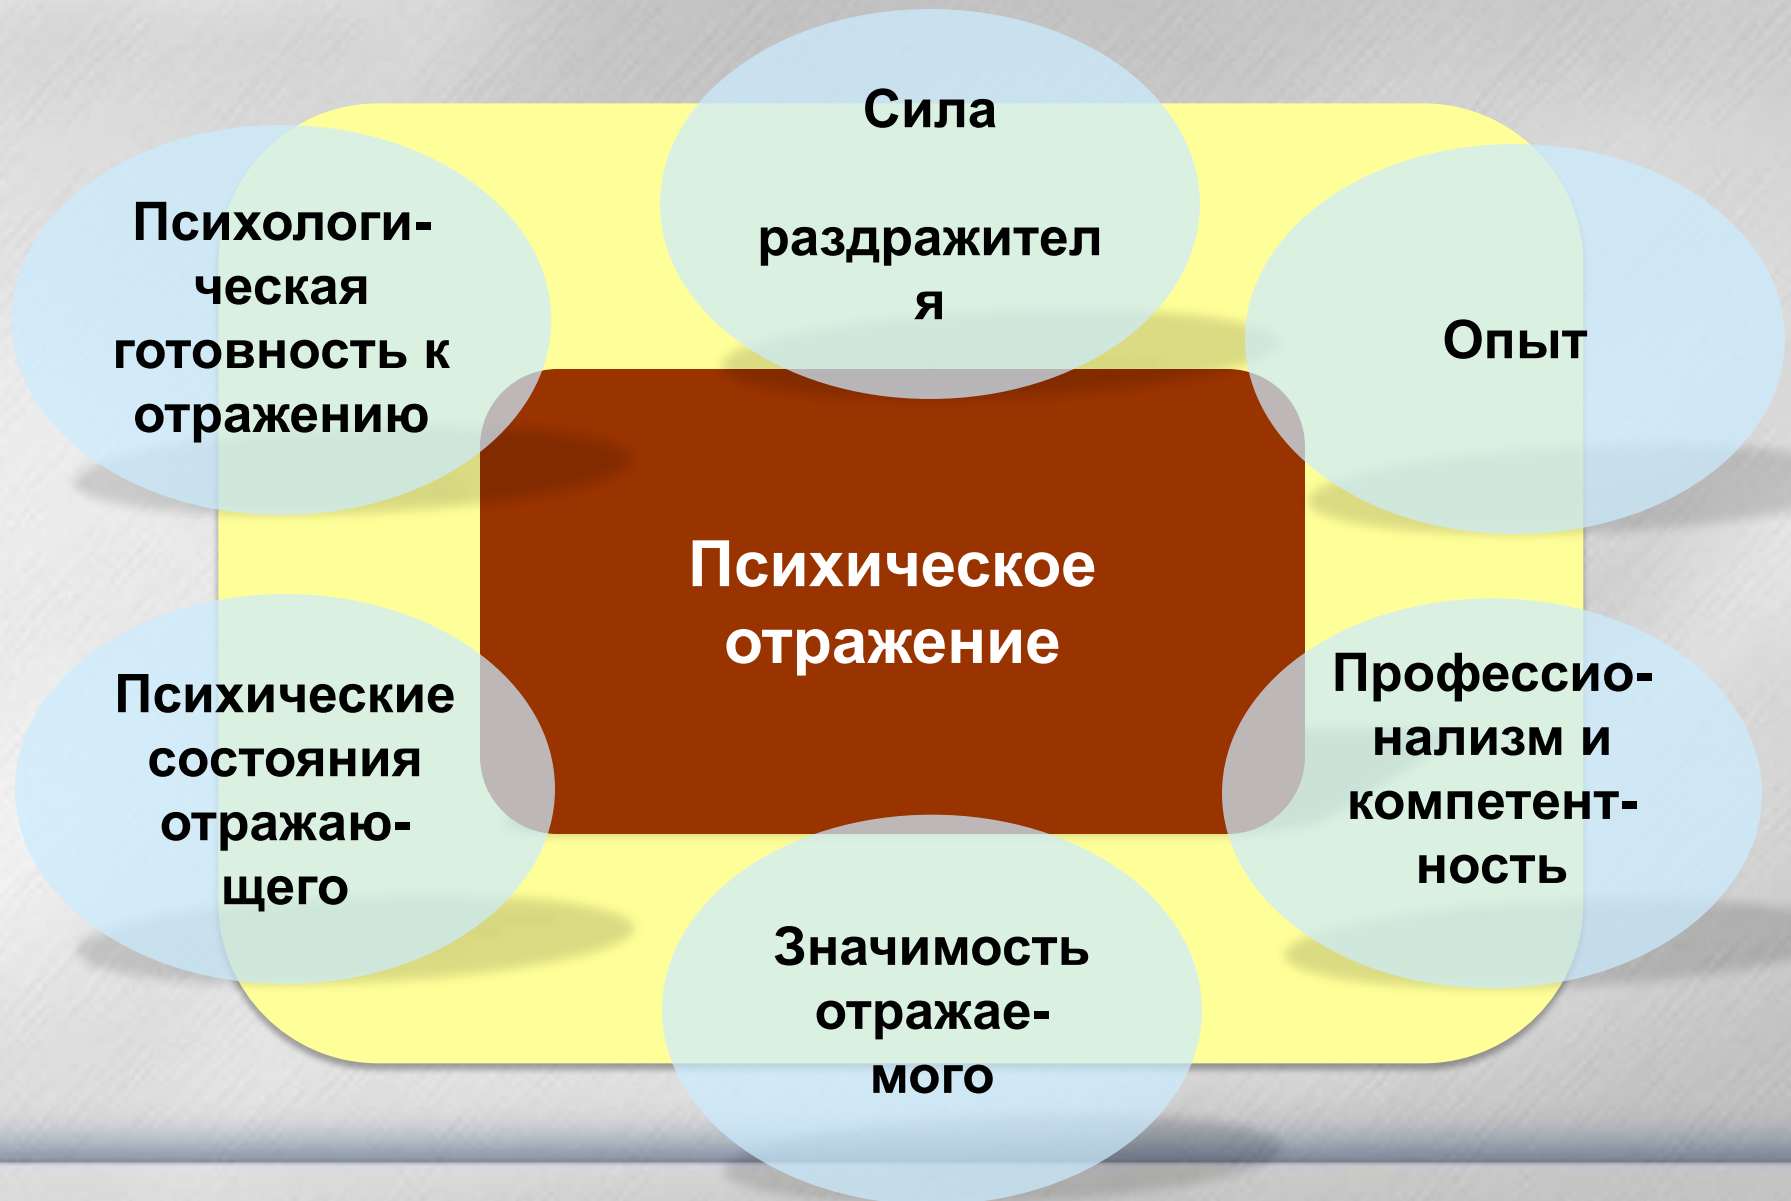 Сила
раздражител
я
Психологи-
ческая
готовность к
отражению
Опыт
Психическое
отражение
Психические
состояния
отражаю-
щего
Профессио-
нализм и
компетент-
ность
Значимость
отражае-
мого